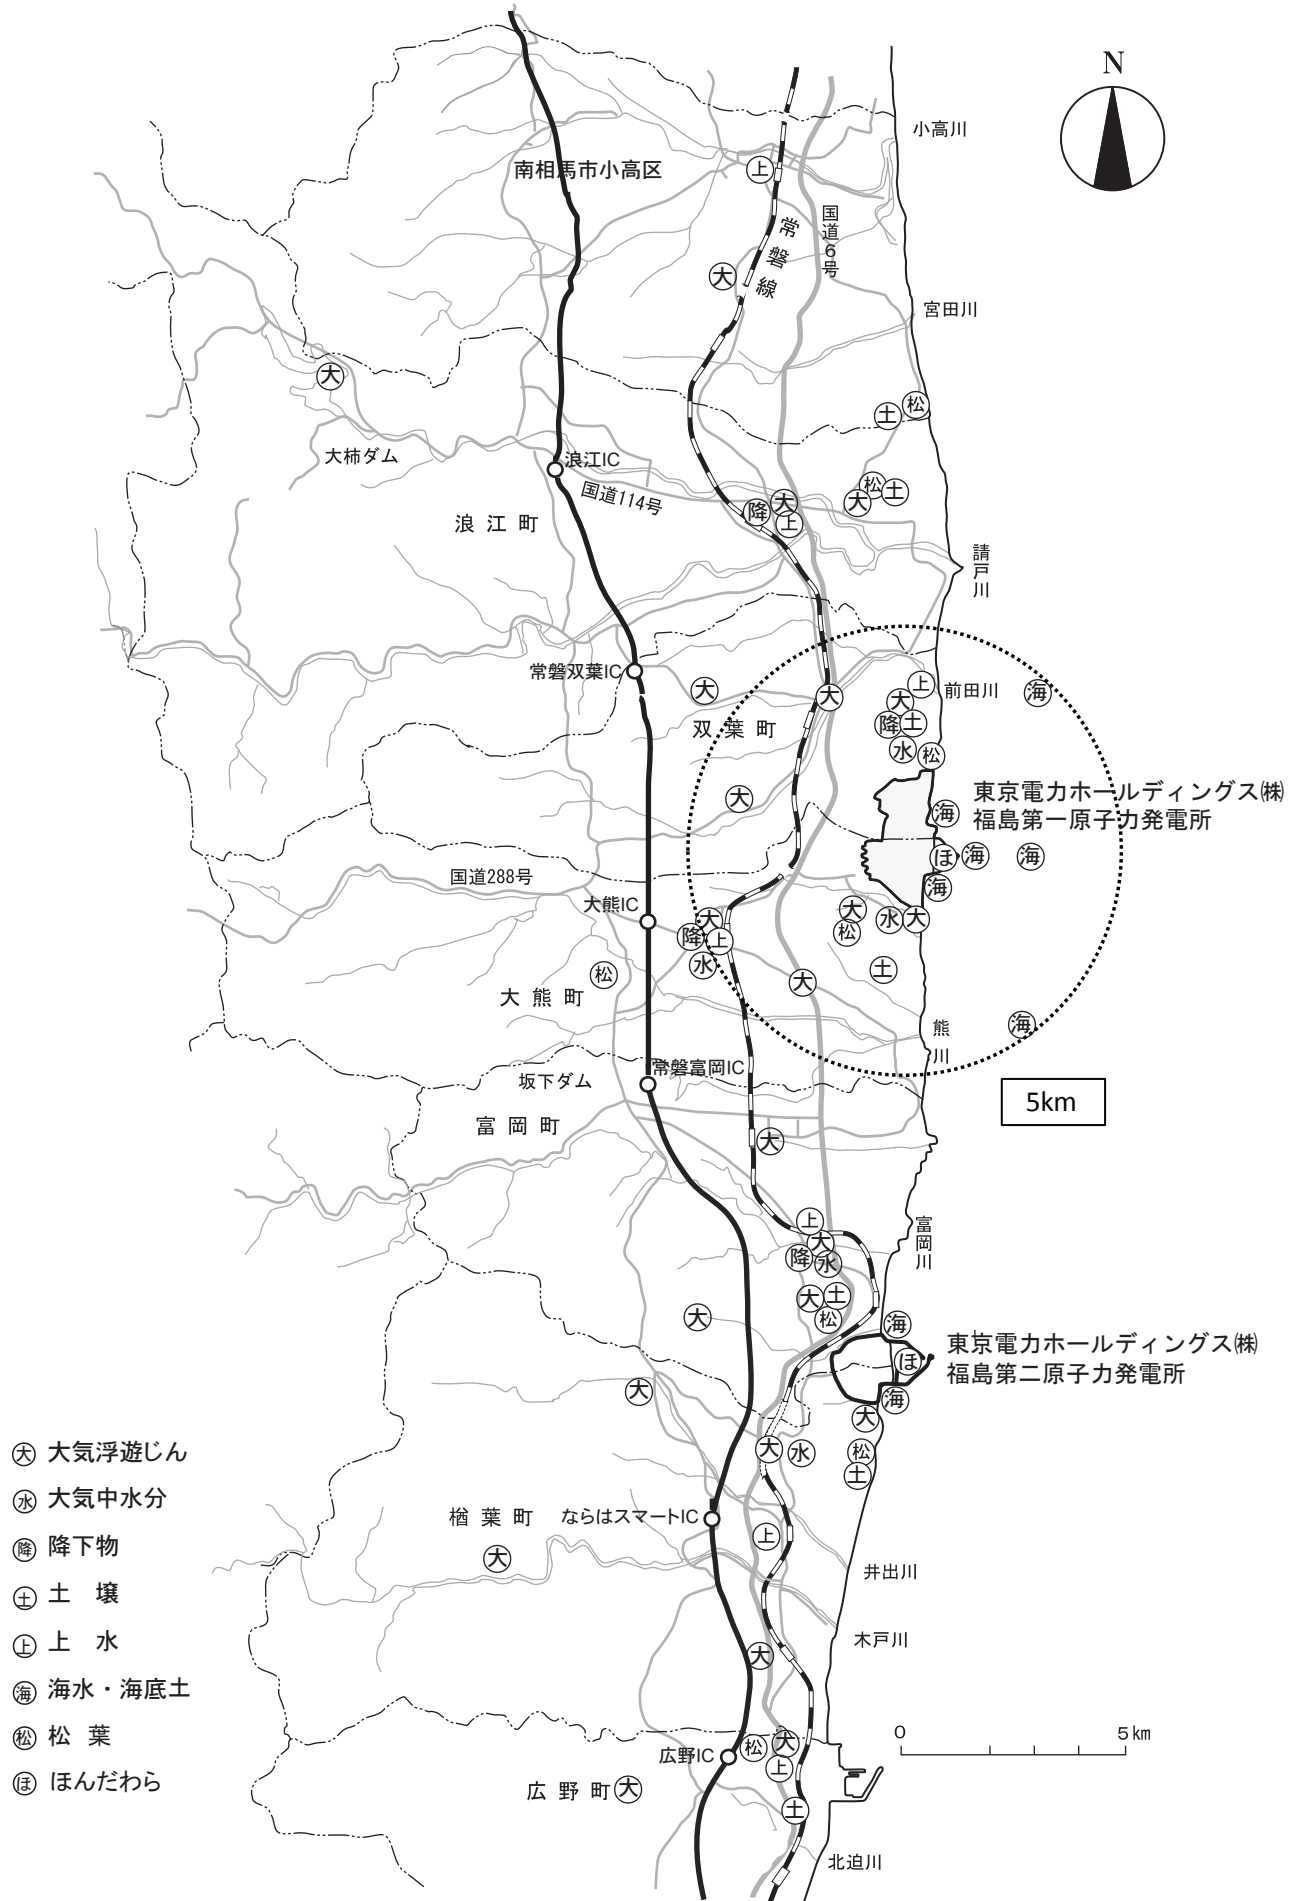 N
小高川
南相馬市小高区
上
国道6号
常磐線
大
宮田川
大
松
土
大柿ダム
浪江IC
国道114号
松
土
大
大
降
上
浪江町
請戸川
常磐双葉IC
大
大
上
前田川
海
大
降
土
双葉町
水
松
大
東京電力ホールディングス㈱
福島第一原子力発電所
海
ほ
海
海
海
国道288号
大熊IC
大
降
上
水
大
松
水
大
松
土
大
大熊町
熊川
海
常磐富岡IC
坂下ダム
5km
富岡町
大
富岡川
上
大
降
水
大
土
松
大
海
東京電力ホールディングス㈱
福島第二原子力発電所
ほ
海
大
大
大
水
松
土
楢葉町
ならはスマートIC
上
大
井出川
木戸川
大
0
5km
広野IC
松
大
上
広野町
大
土
北迫川
大 大気浮遊じん
水 大気中水分
降 降下物
土 土 壌
上 上 水
海 海水・海底土
松 松 葉
ほ ほんだわら